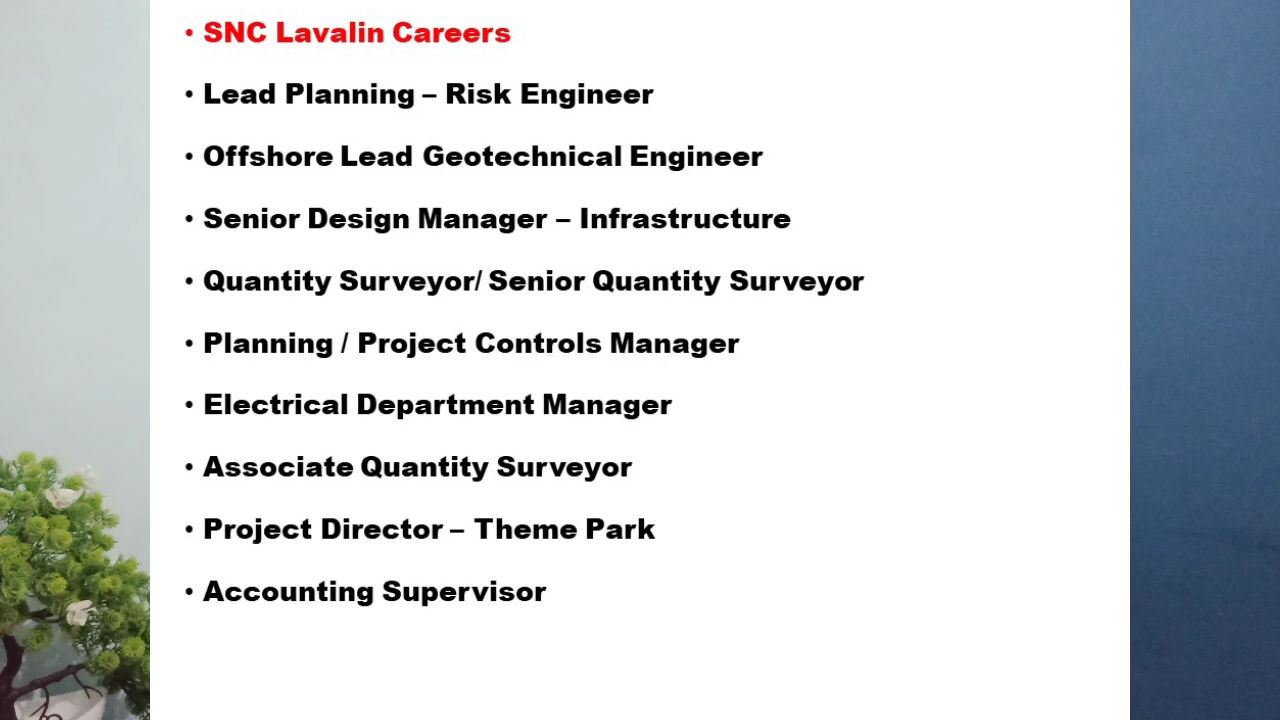 • SNC Lavalin Careers
• Lead Planning – Risk Engineer
• Offshore Lead Geotechnical Engineer
• Senior Design Manager – Infrastructure
• Quantity Surveyor/ Senior Quantity Surveyor
• Planning / Project Controls Manager
• Electrical Department Manager
• Associate Quantity Surveyor
• Project Director – Theme Park
• Accounting Supervisor